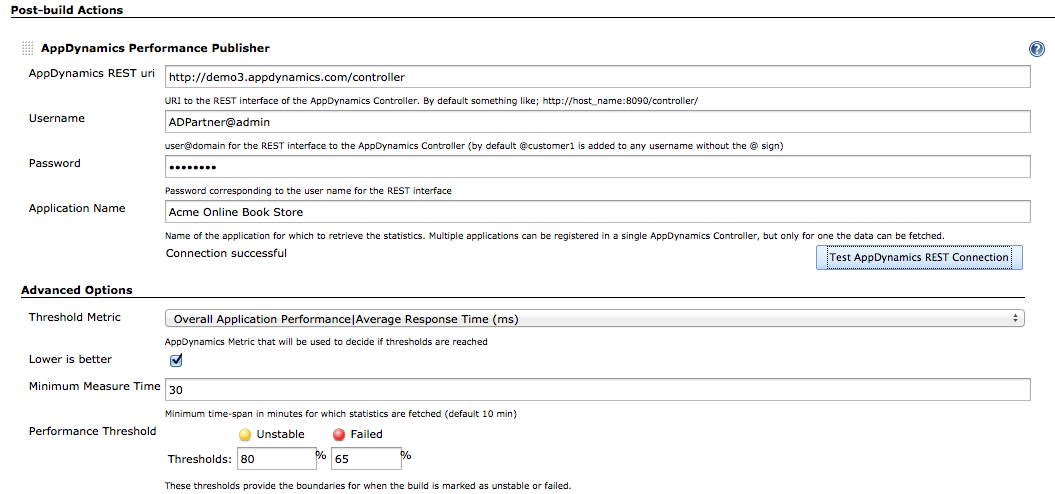 Post-build Actions
AppDynamics Performance Publisher
?
AppDynamics REST uri
http://demo3.appdynamics.com/controller
URI to the REST interface of the AppDynamics Controller. By default something like; http://host_name:8090/controller/
Username
ADPartner@admin
user@domain for the REST interface to the AppDynamics Controller (by default @customer1 is added to any username without the @ sign)
Password
••••••••
Password corresponding to the user name for the REST interface
Application Name
Acme Online Book Store
Name of the application for which to retrieve the statistics. Multiple applications can be registered in a single AppDynamics Controller, but only for one the data can be fetched.
Connection successful
Test AppDynamics REST Connection
Advanced Options
Threshold Metric
Overall Application Performance|Average Response Time (ms)
AppDynamics Metric that will be used to decide if thresholds are reached
Lower is better
Minimum Measure Time
30
Minimum time-span in minutes for which statistics are fetched (default 10 min)
Performance Threshold
Unstable Failed
Thresholds: 80 % 65 %
These thresholds provide the boundaries for when the build is marked as unstable or failed.